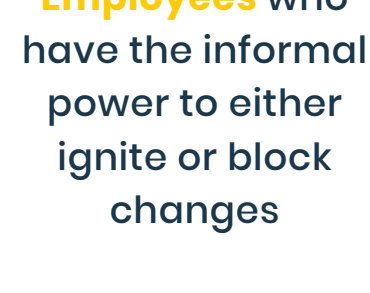 Employees who
have the informal
power to either
ignite or block
changes